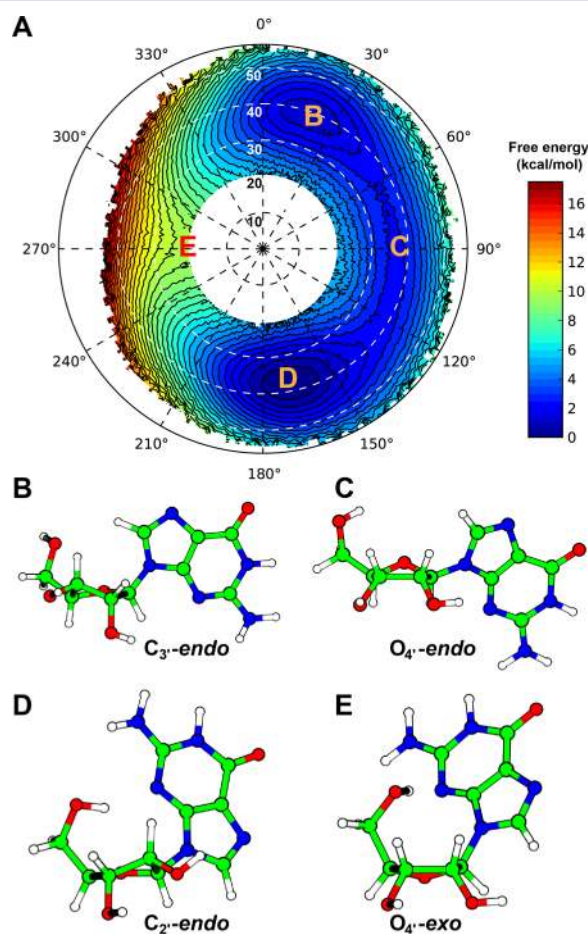 A
0°
30°
60°
90°
120°
150°
180°
210°
240°
270°
300°
330°
50
40
30
20
10
B
C
D
E
Free energy
(kcal/mol)
16
14
12
10
8
6
4
2
0
B
C3'-endo
C
O4'-endo
D
C2'-endo
E
O4'-exo